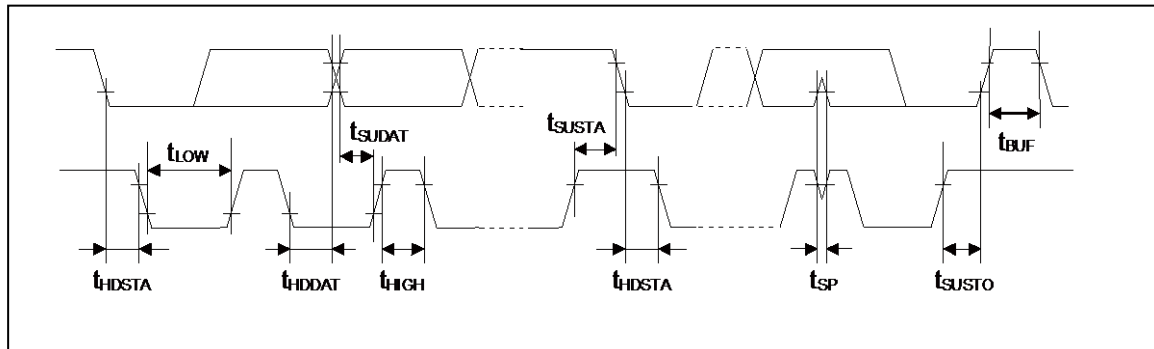 tSUDAT
tSUSTA
tBUF
tLOW
tHDSTA
tHDDAT
tHIGH
tHDSTA
tSP
tSUSTO